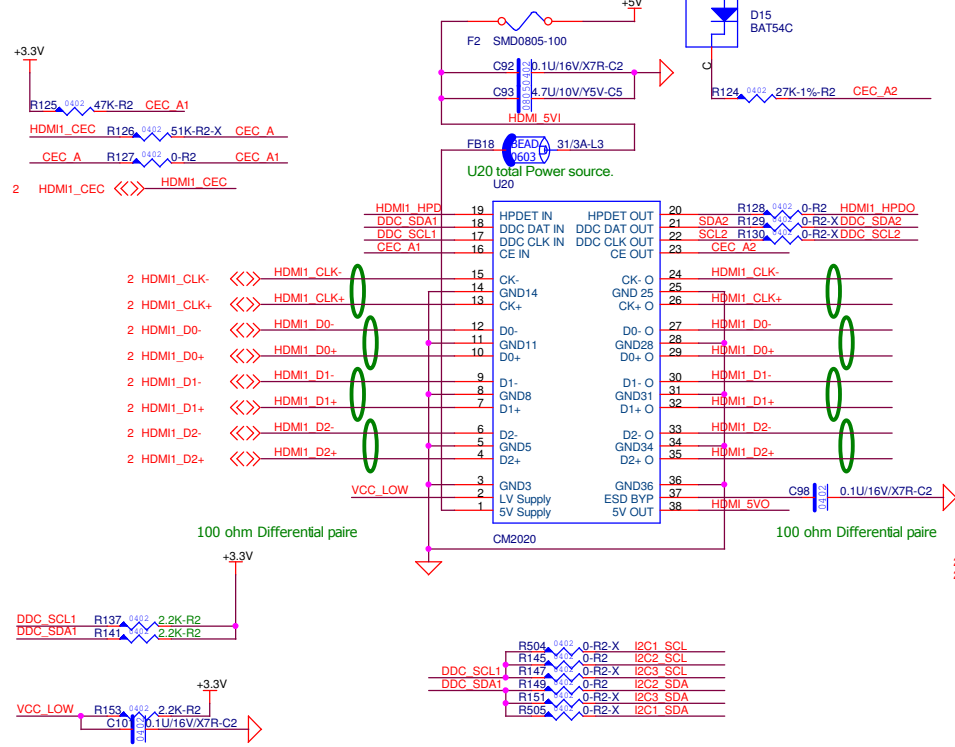 +5V
D15
BAT54C
F2 SMD0805-100
+3.3V
C92 0402 0.1U/16V/X7R-C2
C
C93 0805 4.7U/10V/Y5V-C5
R124 0402 27K-1%-R2 CEC_A2
R125 0402 47K-R2 CEC_A1
HDMI_5VI
HDMI1_CEC R126 0402 51K-R2-X CEC_A
FB18 BEAD 0603 31/3A-L3
CEC_A R127 0402 0-R2 CEC_A1
U20 total Power source.
2 HDMI1_CEC HDMI1_CEC
U20
HDMI1_HPD 19 HPDET IN HPDET OUT 20 R128 0402 0-R2 HDMI1_HPDO
DDC_SDA1 18 DDC DAT IN DDC DAT OUT 21 SDA2 R129 0402 0-R2-X DDC_SDA2
DDC_SCL1 17 DDC CLK IN DDC CLK OUT 22 SCL2 R130 0402 0-R2-X DDC_SCL2
CEC_A1 16 CE IN CE OUT 23 CEC_A2
2 HDMI1_CLK- HDMI1_CLK- 15 CK- CK- O 24 HDMI1_CLK-
14 GND14 GND 25 25
2 HDMI1_CLK+ HDMI1_CLK+ 13 CK+ CK+ O 26 HDMI1_CLK+
2 HDMI1_D0- HDMI1_D0- 12 D0- D0- O 27 HDMI1_D0-
11 GND11 GND28 28
2 HDMI1_D0+ HDMI1_D0+ 10 D0+ D0+ O 29 HDMI1_D0+
2 HDMI1_D1- HDMI1_D1- 9 D1- D1- O 30 HDMI1_D1-
8 GND8 GND31 31
2 HDMI1_D1+ HDMI1_D1+ 7 D1+ D1+ O 32 HDMI1_D1+
2 HDMI1_D2- HDMI1_D2- 6 D2- D2- O 33 HDMI1_D2-
5 GND5 GND34 34
2 HDMI1_D2+ HDMI1_D2+ 4 D2+ D2+ O 35 HDMI1_D2+
3 GND3 GND36 36
VCC_LOW 2 LV Supply ESD BYP 37 C98 0402 0.1U/16V/X7R-C2
1 5V Supply 5V OUT 38 HDMI_5VO
100 ohm Differential paire
CM2020
100 ohm Differential paire
+3.3V
DDC_SCL1 R137 0402 2.2K-R2
DDC_SDA1 R141 0402 2.2K-R2
R504 0402 0-R2-X I2C1_SCL
R145 0402 0-R2 I2C2_SCL
DDC_SCL1 R147 0402 0-R2-X I2C3_SCL
DDC_SDA1 R149 0402 0-R2 I2C2_SDA
R151 0402 0-R2-X I2C3_SDA
R505 0402 0-R2-X I2C1_SDA
+3.3V
VCC_LOW R153 0402 2.2K-R2
C101 0402 0.1U/16V/X7R-C2